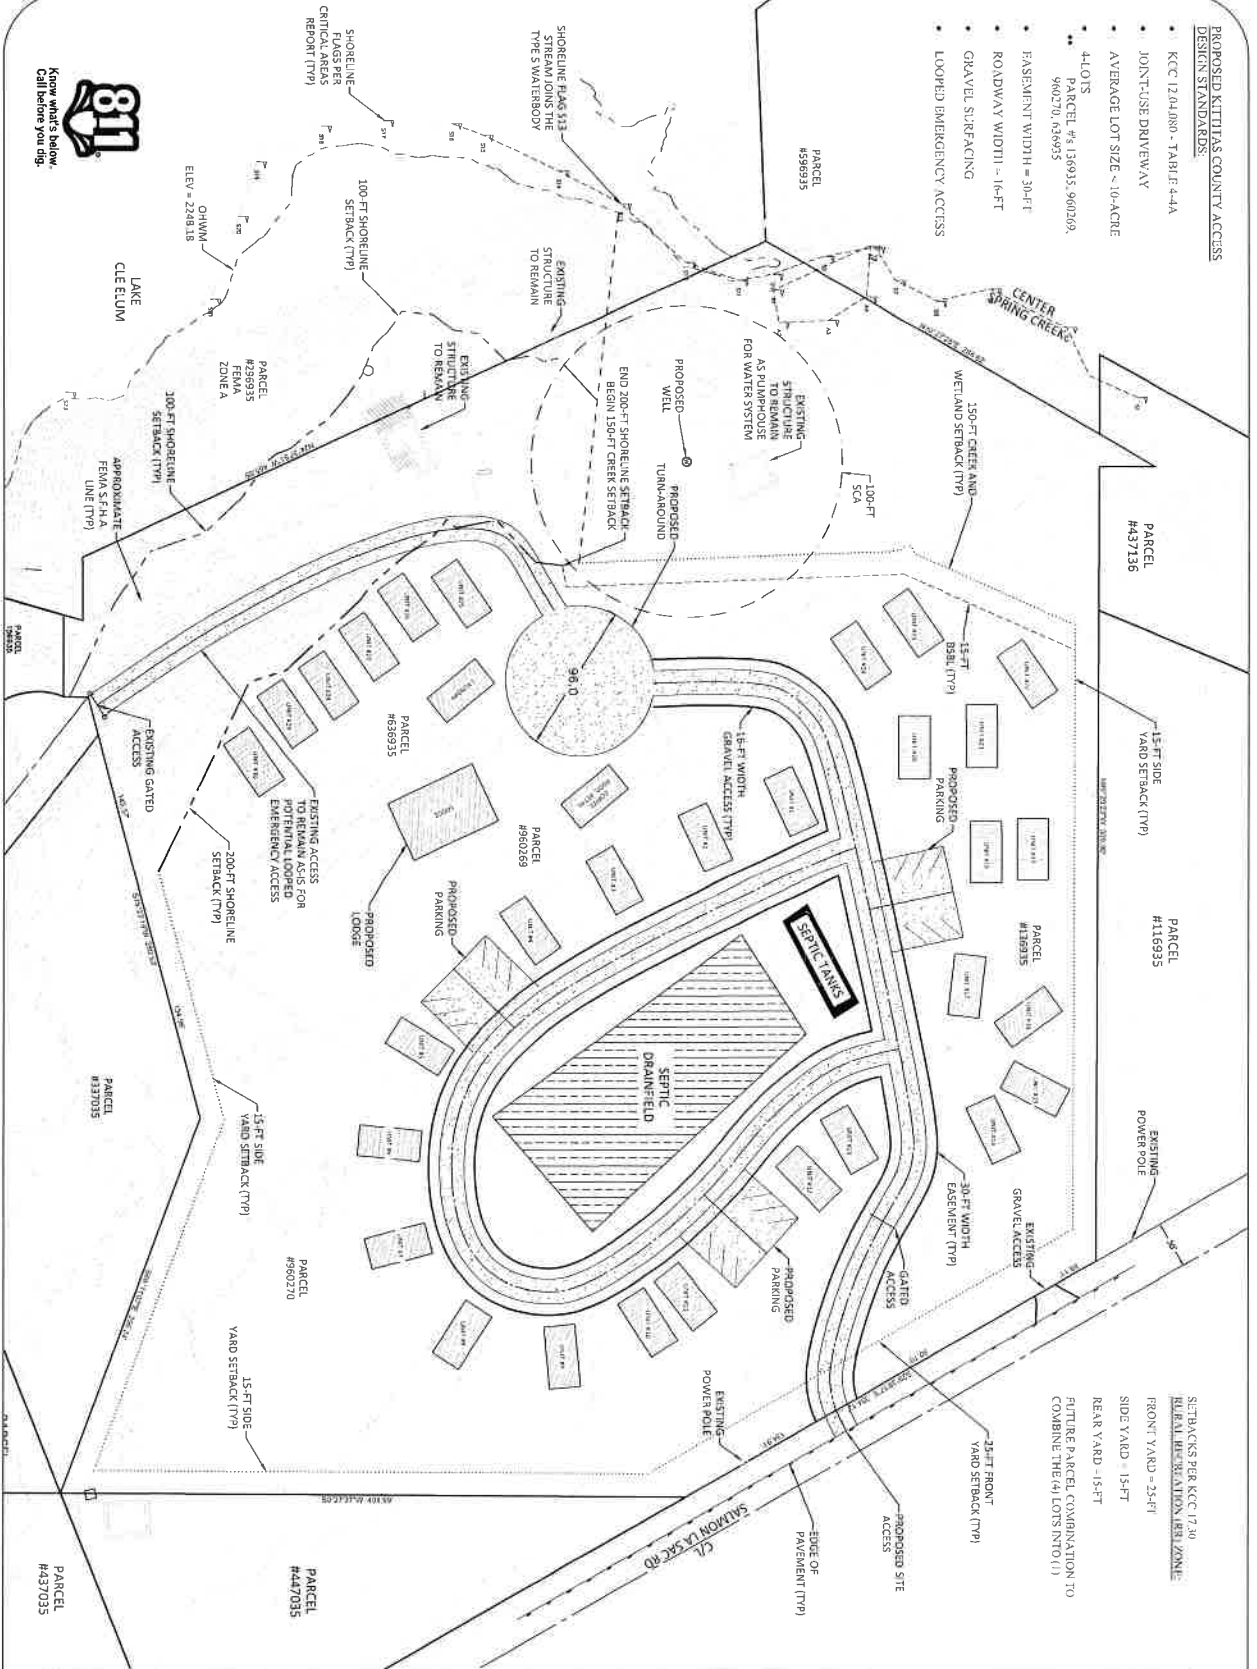 PROPOSED KITTITAS COUNTY ACCESS
DESIGN STANDARDS:
• KCC 12.04.080 - TABLE 4-4A
• JOINT-USE DRIVEWAY
• AVERAGE LOT SIZE < 10-ACRE
• 4-LOTS
•• PARCEL #'s 136935, 960269,
960270, 636935
• EASEMENT WIDTH = 30-FT
• ROADWAY WIDTH = 16-FT
• GRAVEL SURFACING
• LOOPED EMERGENCY ACCESS
SETBACKS PER KCC 17.30
RURAL RECREATION (RR) ZONE:
FRONT YARD = 25-FT
SIDE YARD = 15-FT
REAR YARD = 15-FT
FUTURE PARCEL COMBINATION TO
COMBINE THE (4) LOTS INTO (1)
PARCEL
#596935
CENTER
SPRING CREEK
PARCEL
#437136
15-FT SIDE
YARD SETBACK (TYP)
PARCEL
#116935
EXISTING
POWER POLE
EXISTING
GRAVEL ACCESS
30-FT WIDTH
EASEMENT (TYP)
GATED
ACCESS
25-FT FRONT
YARD SETBACK (TYP)
PROPOSED SITE
ACCESS
EDGE OF
PAVEMENT (TYP)
C/L
SALMON LA SAC RD
150-FT CREEK AND
WETLAND SETBACK (TYP)
15-FT
BSBL (TYP)
100-FT
SCA
EXISTING
STRUCTURE
TO REMAIN
AS PUMPHOUSE
FOR WATER SYSTEM
PROPOSED
WELL
PROPOSED
TURN-AROUND
END 200-FT SHORELINE SETBACK
BEGIN 150-FT CREEK SETBACK
SHORELINE FLAG S13
STREAM JOINS THE
TYPE S WATERBODY
EXISTING
STRUCTURE
TO REMAIN
EXISTING
STRUCTURE
TO REMAIN
SHORELINE
FLAGS PER
CRITICAL AREAS
REPORT (TYP)
100-FT SHORELINE
SETBACK (TYP)
OHWM
ELEV = 2248.18
LAKE
CLE ELUM
PARCEL
#296935
FEMA
ZONE A
100-FT SHORELINE
SETBACK (TYP)
APPROXIMATE
FEMA S.F.H.A.
LINE (TYP)
96.0
16-FT WIDTH
GRAVEL ACCESS (TYP)
PROPOSED
PARKING
PARCEL
#136935
PARCEL
#636935
PARCEL
#960269
PROPOSED
LODGE
PROPOSED
PARKING
SEPTIC TANKS
SEPTIC
DRAINFIELD
PROPOSED
PARKING
EXISTING
POWER POLE
EXISTING GATED
ACCESS
EXISTING ACCESS
TO REMAIN AS-IS FOR
POTENTIAL LOOPED
EMERGENCY ACCESS
200-FT SHORELINE
SETBACK (TYP)
15-FT SIDE
YARD SETBACK (TYP)
PARCEL
#960270
15-FT SIDE
YARD SETBACK (TYP)
PARCEL
#337035
PARCEL
#447035
PARCEL
#437035
PARCEL
811
Know what's below.
Call before you dig.